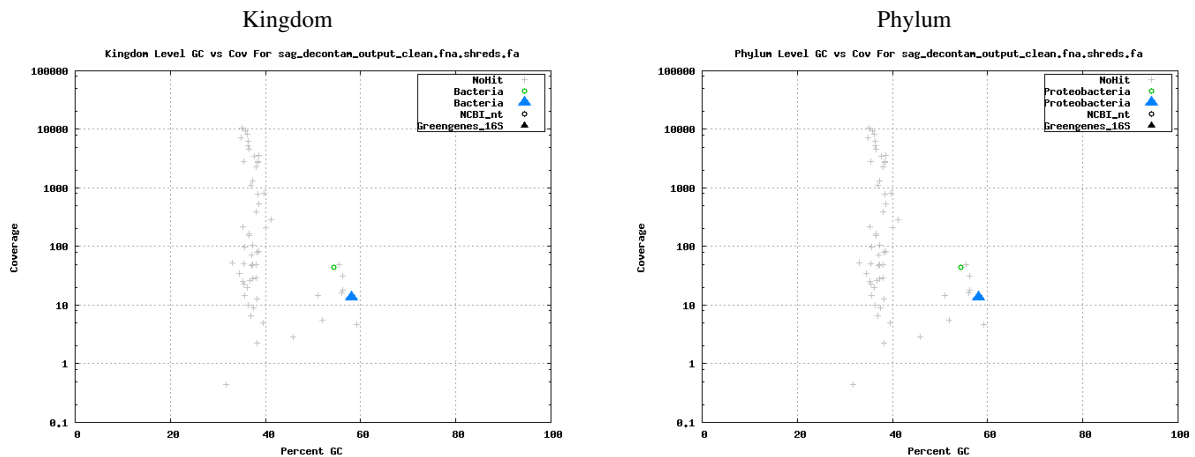 Kingdom
Kingdom Level GC vs Cov For sag_decontam_output_clean.fna.shreds.fa
100000
10000
1000
100
10
1
0.1
Coverage
NoHit
Bacteria
Bacteria
NCBI_nt
Greengenes_16S
0 20 40 60 80 100
Percent GC
Phylum
Phylum Level GC vs Cov For sag_decontam_output_clean.fna.shreds.fa
100000
10000
1000
100
10
1
0.1
Coverage
NoHit
Proteobacteria
Proteobacteria
NCBI_nt
Greengenes_16S
0 20 40 60 80 100
Percent GC